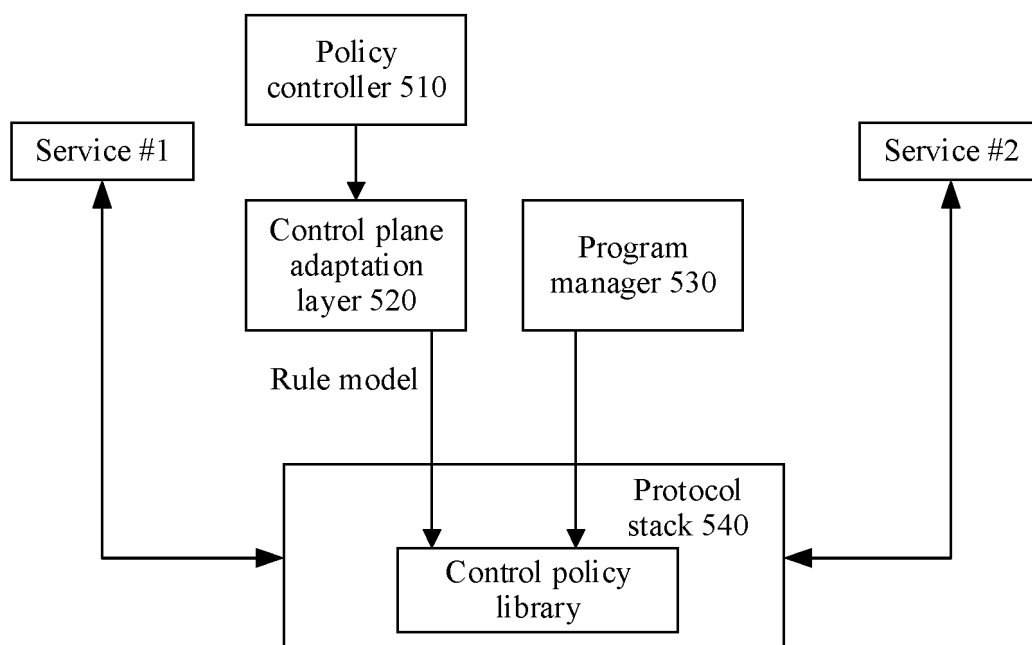 Policy
controller 510
Service #1
Service #2
Control plane
adaptation
layer 520
Program
manager 530
Rule model
Protocol
stack 540
Control policy
library